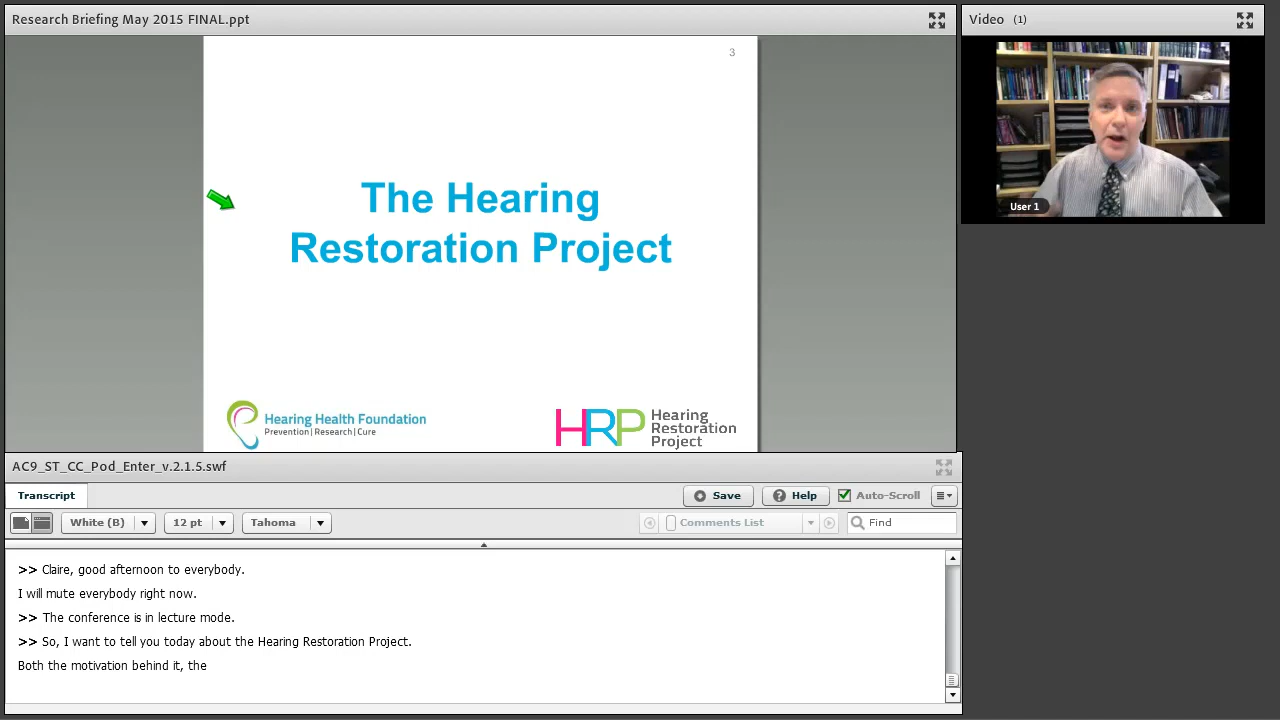 Research Briefing May 2015 FINAL.ppt
3
The Hearing
Restoration Project
Hearing Health Foundation
Prevention|Research|Cure
HRP
Hearing
Restoration
Project
Video (1)
User 1
AC9_ST_CC_Pod_Enter_v.2.1.5.swf
Transcript
Save
Help
Auto-Scroll
White (B)
12 pt
Tahoma
Comments List
Find
>> Claire, good afternoon to everybody.
I will mute everybody right now.
>> The conference is in lecture mode.
>> So, I want to tell you today about the Hearing Restoration Project.
Both the motivation behind it, the